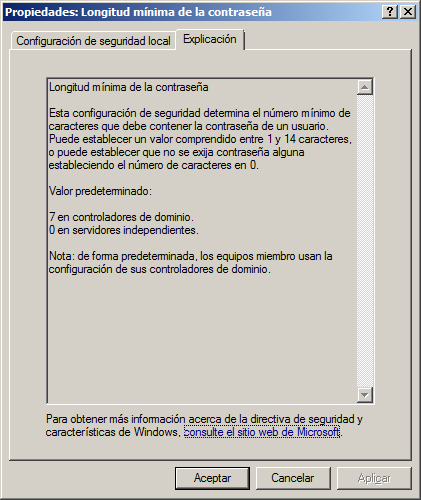 Propiedades: Longitud mínima de la contraseña
Configuración de seguridad local
Explicación
Longitud mínima de la contraseña
Esta configuración de seguridad determina el número mínimo de
caracteres que debe contener la contraseña de un usuario.
Puede establecer un valor comprendido entre 1 y 14 caracteres,
o puede establecer que no se exija contraseña alguna
estableciendo el número de caracteres en 0.
Valor predeterminado:
7 en controladores de dominio.
0 en servidores independientes.
Nota: de forma predeterminada, los equipos miembro usan la
configuración de sus controladores de dominio.
Para obtener más información acerca de la directiva de seguridad y
características de Windows, consulte el sitio web de Microsoft.
Aceptar
Cancelar
Aplicar